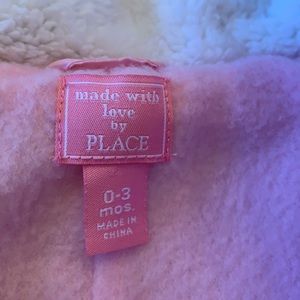 made with
love
by
PLACE
0-3
mos.
MADE IN
CHINA